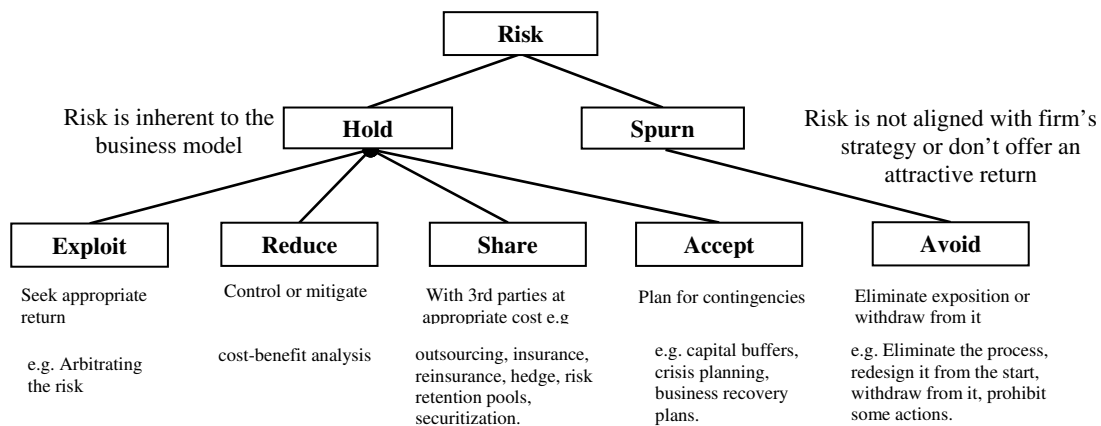 Risk
Risk is inherent to the
business model
Hold
Spurn
Risk is not aligned with firm's
strategy or don't offer an
attractive return
Exploit
Reduce
Share
Accept
Avoid
Seek appropriate
return
e.g. Arbitrating
the risk
Control or mitigate
cost-benefit analysis
With 3rd parties at
appropriate cost e.g
outsourcing, insurance,
reinsurance, hedge, risk
retention pools,
securitization.
Plan for contingencies
e.g. capital buffers,
crisis planning,
business recovery
plans.
Eliminate exposition or
withdraw from it
e.g. Eliminate the process,
redesign it from the start,
withdraw from it, prohibit
some actions.